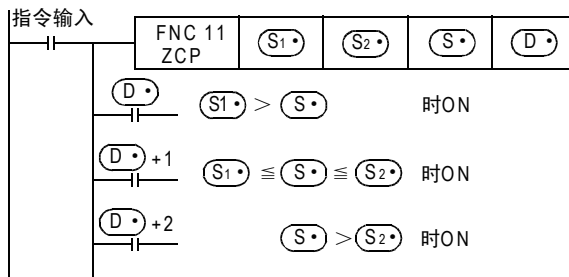 指令输入
FNC 11 S1• S2• S• D•
ZCP
D• S1• > S• 时ON
D• +1 S1• ≦ S• ≦ S2• 时ON
D• +2 S• > S2• 时ON